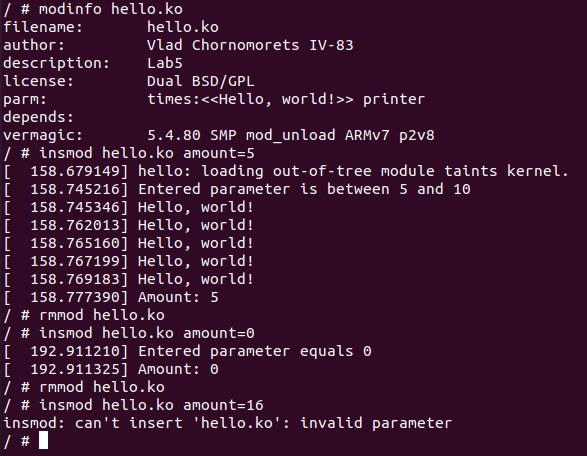 / # modinfo hello.ko
filename:       hello.ko
author:         Vlad Chornomorets IV-83
description:    Lab5
license:        Dual BSD/GPL
parm:           times:<<Hello, world!>> printer
depends:
vermagic:       5.4.80 SMP mod_unload ARMv7 p2v8
/ # insmod hello.ko amount=5
[  158.679149] hello: loading out-of-tree module taints kernel.
[  158.745216] Entered parameter is between 5 and 10
[  158.745346] Hello, world!
[  158.762013] Hello, world!
[  158.765160] Hello, world!
[  158.767199] Hello, world!
[  158.769183] Hello, world!
[  158.777390] Amount: 5
/ # rmmod hello.ko
/ # insmod hello.ko amount=0
[  192.911210] Entered parameter equals 0
[  192.911325] Amount: 0
/ # rmmod hello.ko
/ # insmod hello.ko amount=16
insmod: can't insert 'hello.ko': invalid parameter
/ #